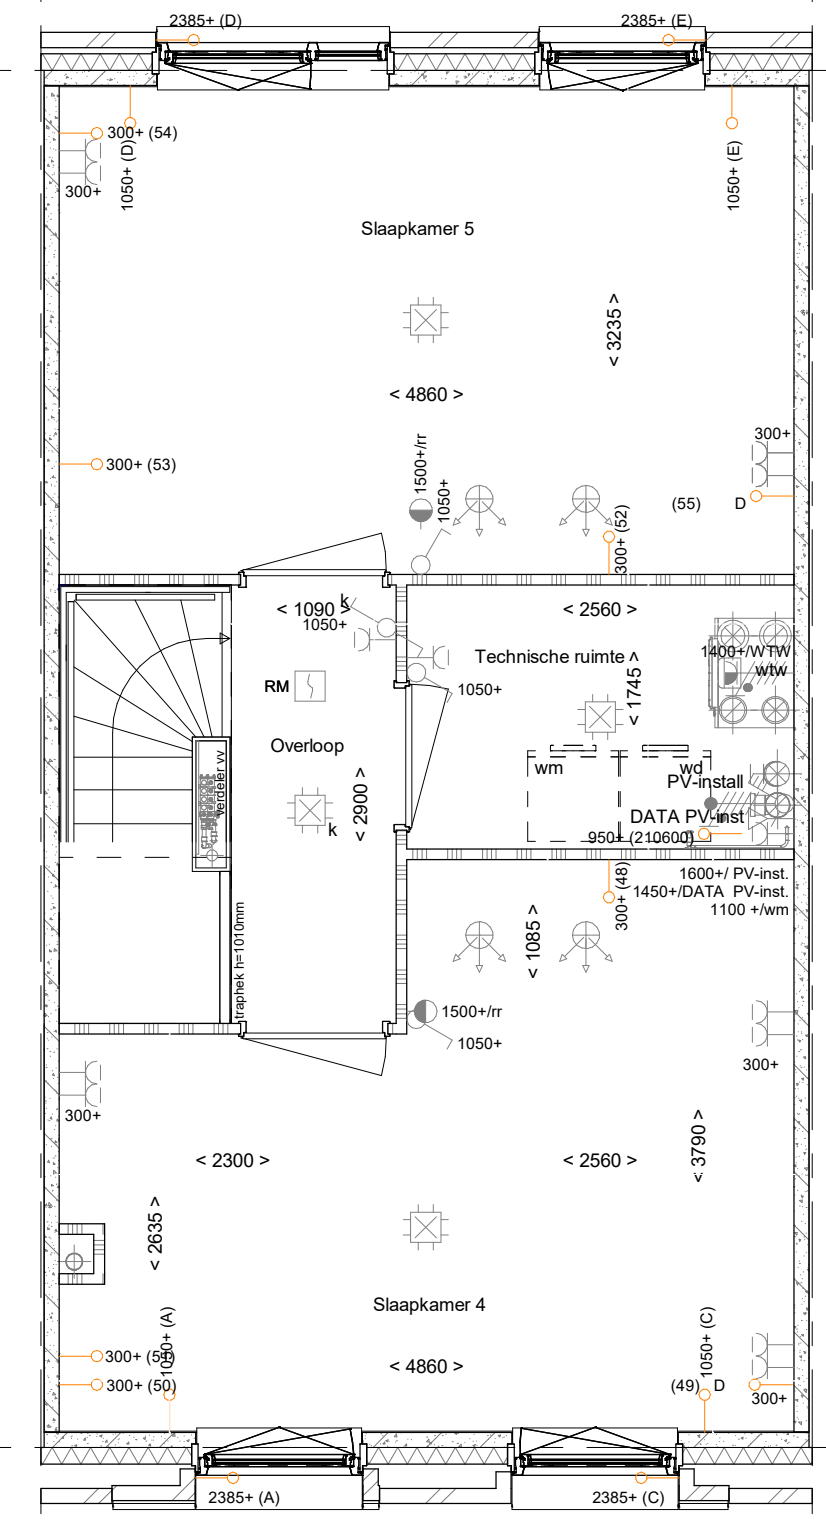 2385+ (D)
2385+ (E)
300+ (54)
1050+ (D)
1050+ (E)
300+
Slaapkamer 5
< 3235 >
< 4860 >
300+
1500+/rr
1050+
300+ (53)
(55) D
300+ (52)
< 1090 >
k
1050+
< 2560 >
Technische ruimte
1400+/WTW
wtw
RM
1050+
< 1745 >
Overloop
verdeler vv
wm
wd
PV-install
k
< 2900 >
DATA PV-inst
950+ (210600)
1600+/ PV-inst.
1450+/DATA PV-inst.
1100 +/wm
300+ (48)
traphek h=1010mm
< 1085 >
1500+/rr
1050+
300+
300+
< 2300 >
< 2560 >
< 3790 >
< 2635 >
Slaapkamer 4
1050+ (A)
1050+ (C)
300+ (51)
< 4860 >
300+ (50)
(49) D
300+
2385+ (A)
2385+ (C)